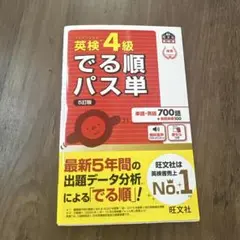 英検4級
でる順
パス単
5訂版
単語・熟語700語
最新5年間の
出題データ分析
による「でる順」!
旺文社は
英検書売上
No.1
旺文社